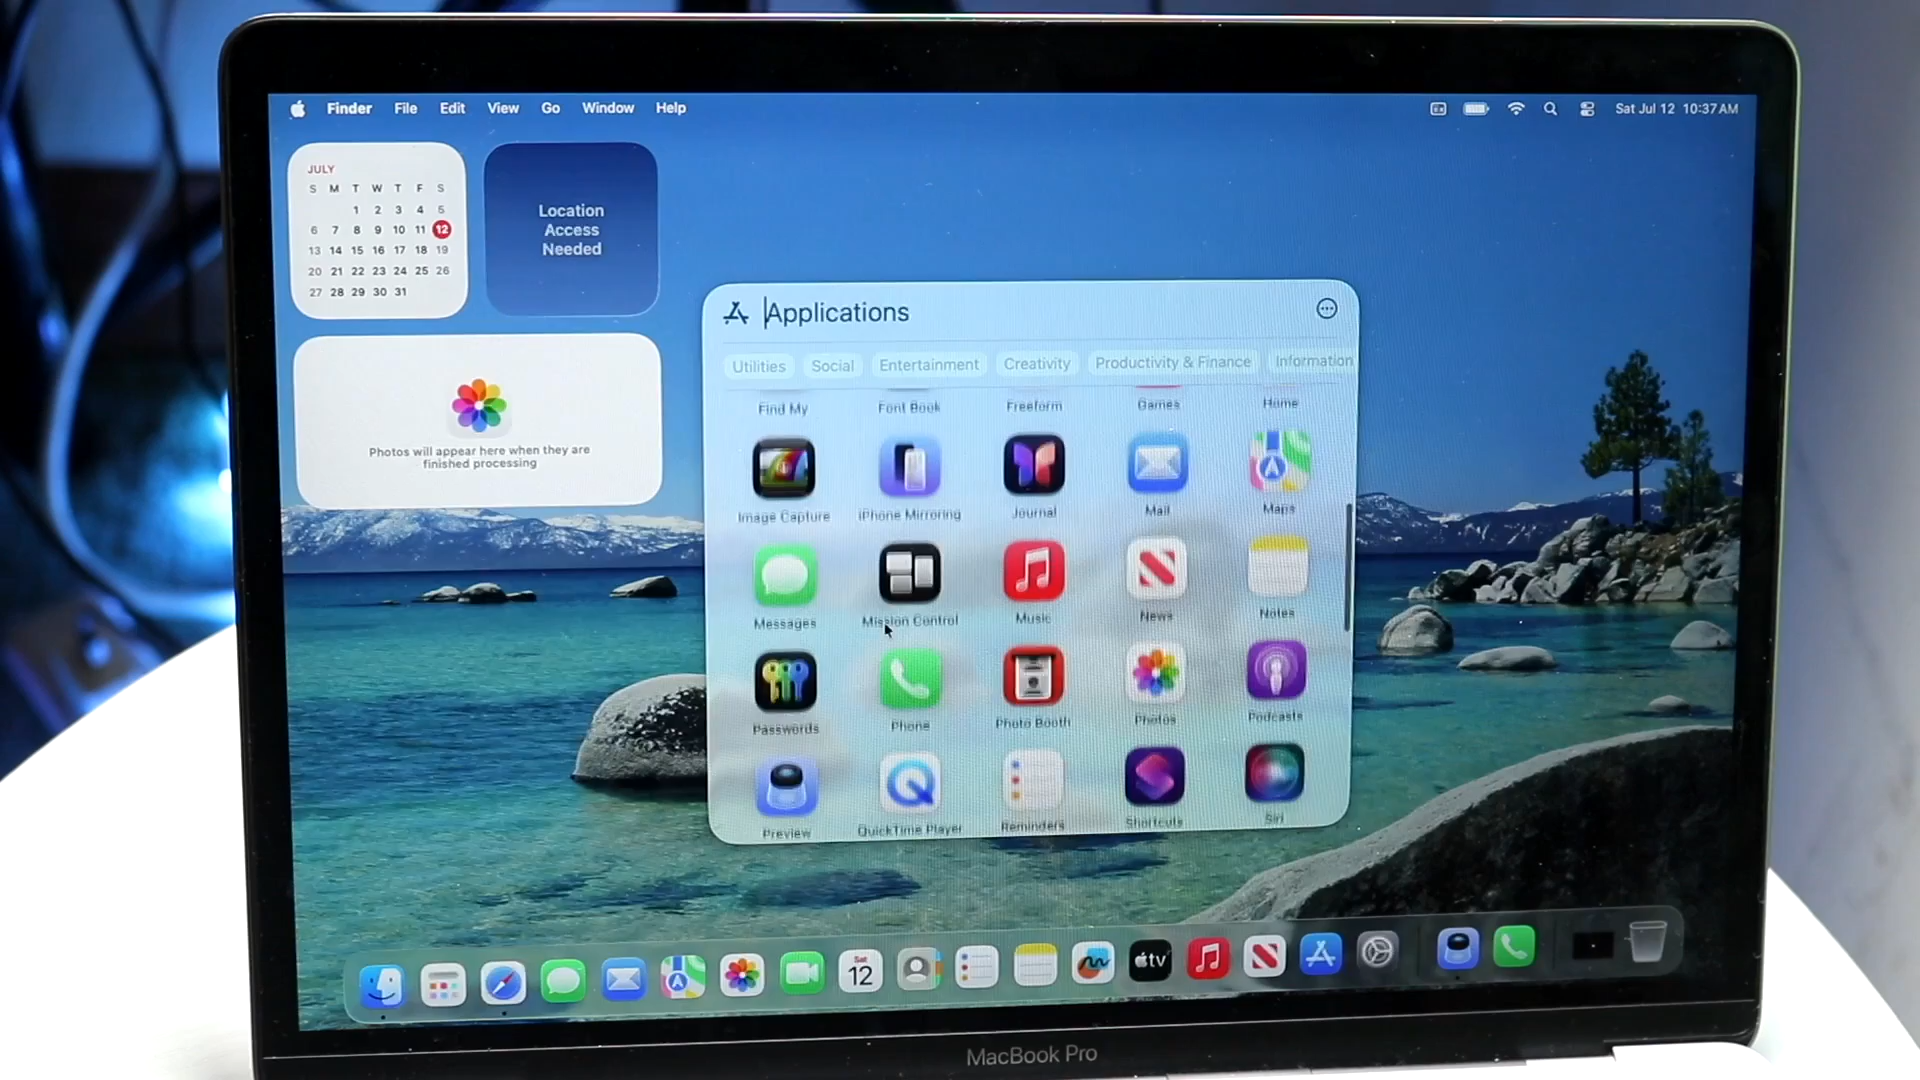 Finder File Edit View Go Window Help
Sat Jul 12 10:37 AM
JULY
S M T W T F S
1 2 3 4 5
6 7 8 9 10 11 12
13 14 15 16 17 18 19
20 21 22 23 24 25 26
27 28 29 30 31
Location
Access
Needed
Photos will appear here when they are
finished processing
Applications
Utilities Social Entertainment Creativity Productivity & Finance Information
Find My Font Book Freeform Games Home
Image Capture iPhone Mirroring Journal Mail Maps
Messages Mission Control Music News Notes
Passwords Phone Photo Booth Photos Podcasts
Preview QuickTime Player Reminders Shortcuts Siri
Sat
12
tv
MacBook Pro